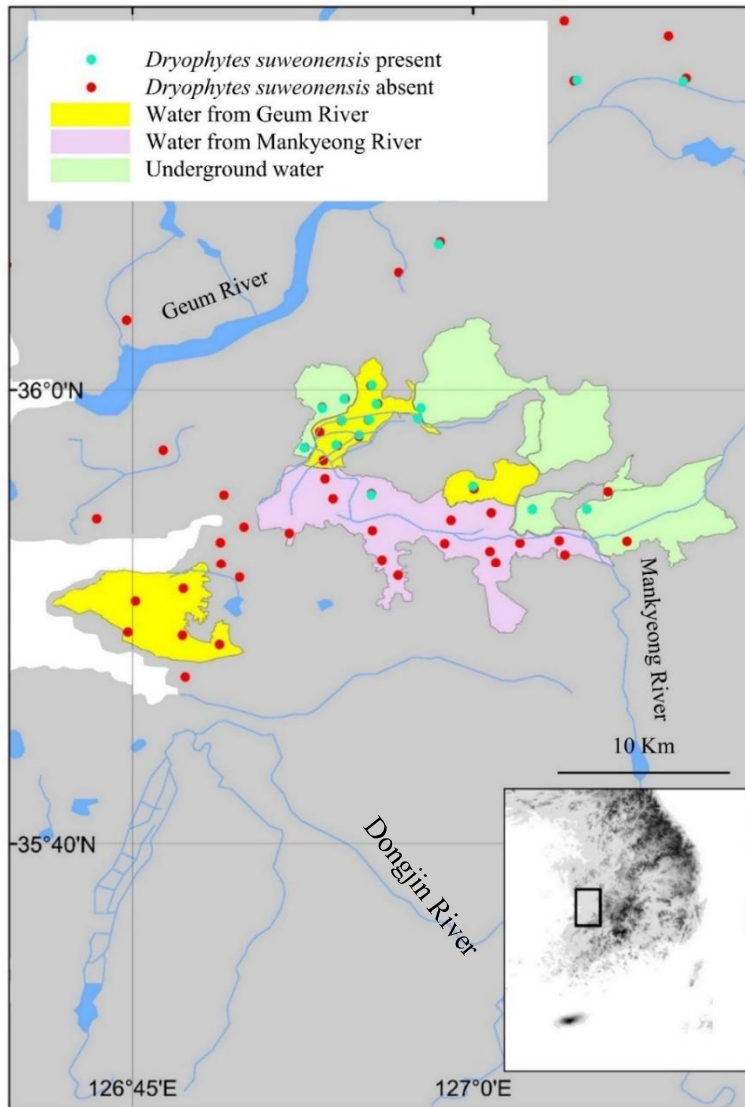 Dryophytes suweonensis present
Dryophytes suweonensis absent
Water from Geum River
Water from Mankyeong River
Underground water
Geum River
36°0'N
Mankyeong River
10 Km
35°40'N
Dongjin River
126°45'E
127°0'E